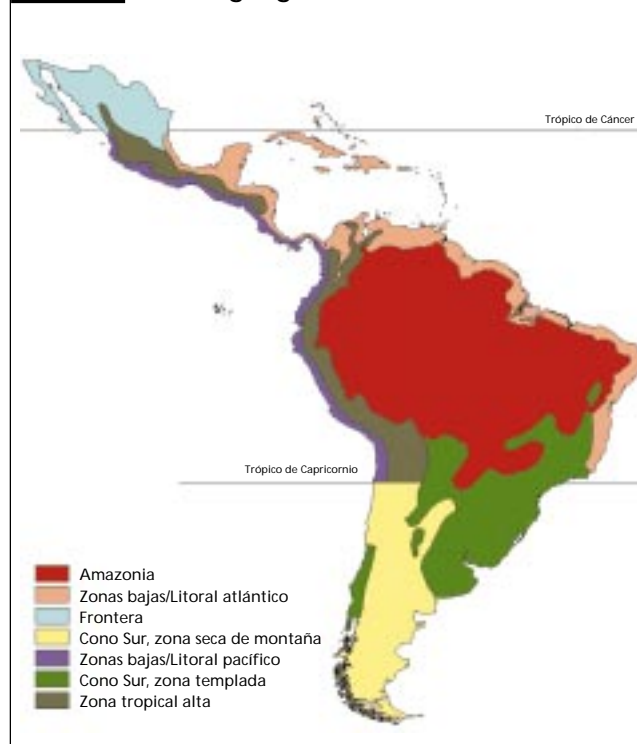 Trópico de Cáncer
Trópico de Capricornio
Amazonia
Zonas bajas/Litoral atlántico
Frontera
Cono Sur, zona seca de montaña
Zonas bajas/Litoral pacífico
Cono Sur, zona templada
Zona tropical alta